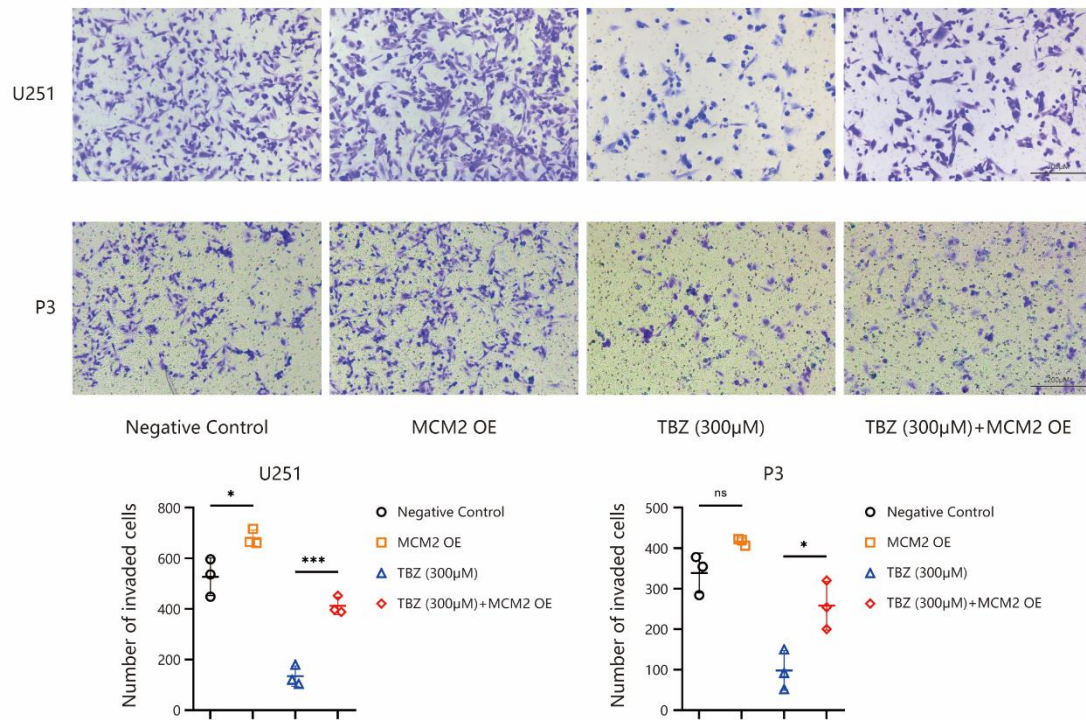 U251
P3
200μM
Negative Control
MCM2 OE
TBZ (300μM)
TBZ (300μM)+MCM2 OE
U251
Number of invaded cells
800
600
400
200
0
*
***
Negative Control
MCM2 OE
TBZ (300μM)
TBZ (300μM)+MCM2 OE
P3
Number of invaded cells
500
400
300
200
100
0
ns
*
Negative Control
MCM2 OE
TBZ (300μM)
TBZ (300μM)+MCM2 OE